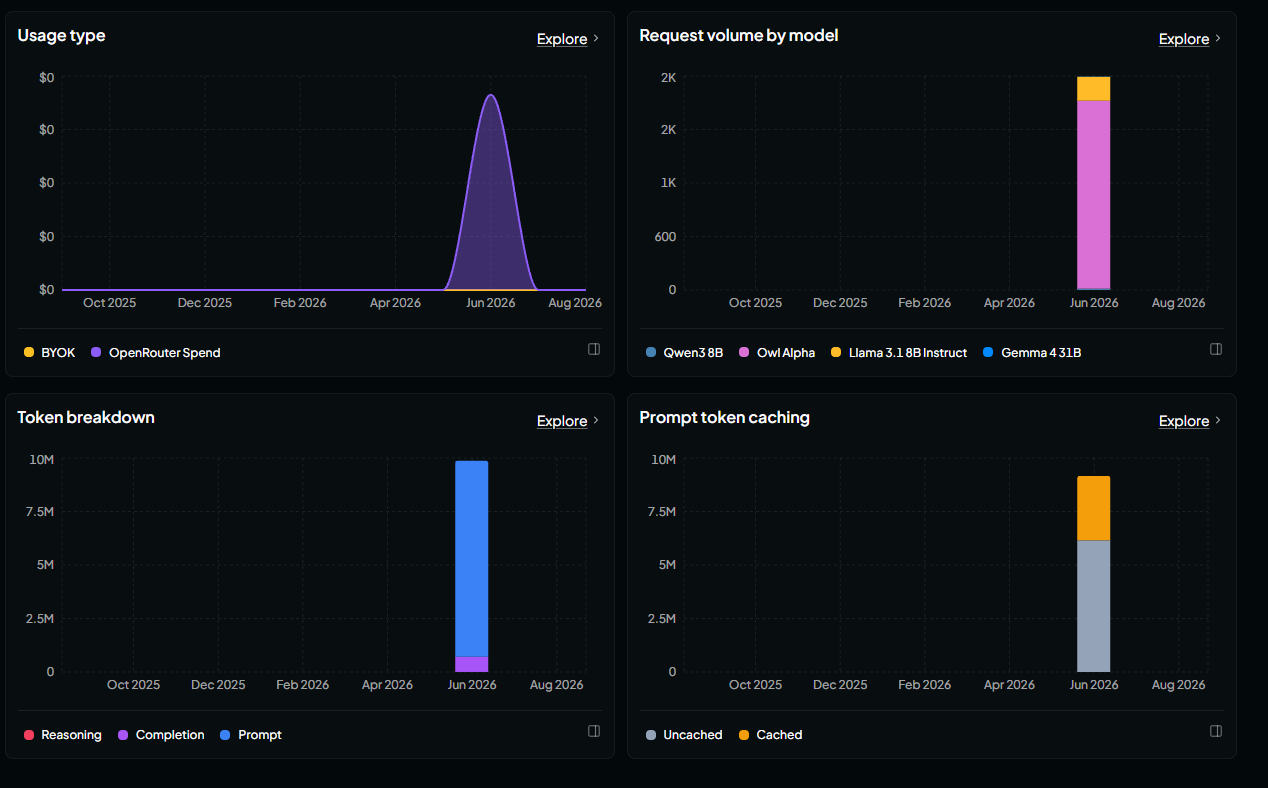 Usage type
Explore
$0
$0
$0
$0
$0
Oct 2025 Dec 2025 Feb 2026 Apr 2026 Jun 2026 Aug 2026
BYOK OpenRouter Spend
Request volume by model
Explore
2K
2K
1K
600
0
Oct 2025 Dec 2025 Feb 2026 Apr 2026 Jun 2026 Aug 2026
Qwen3 8B Owl Alpha Llama 3.1 8B Instruct Gemma 4 31B
Token breakdown
Explore
10M
7.5M
5M
2.5M
0
Oct 2025 Dec 2025 Feb 2026 Apr 2026 Jun 2026 Aug 2026
Reasoning Completion Prompt
Prompt token caching
Explore
10M
7.5M
5M
2.5M
0
Oct 2025 Dec 2025 Feb 2026 Apr 2026 Jun 2026 Aug 2026
Uncached Cached